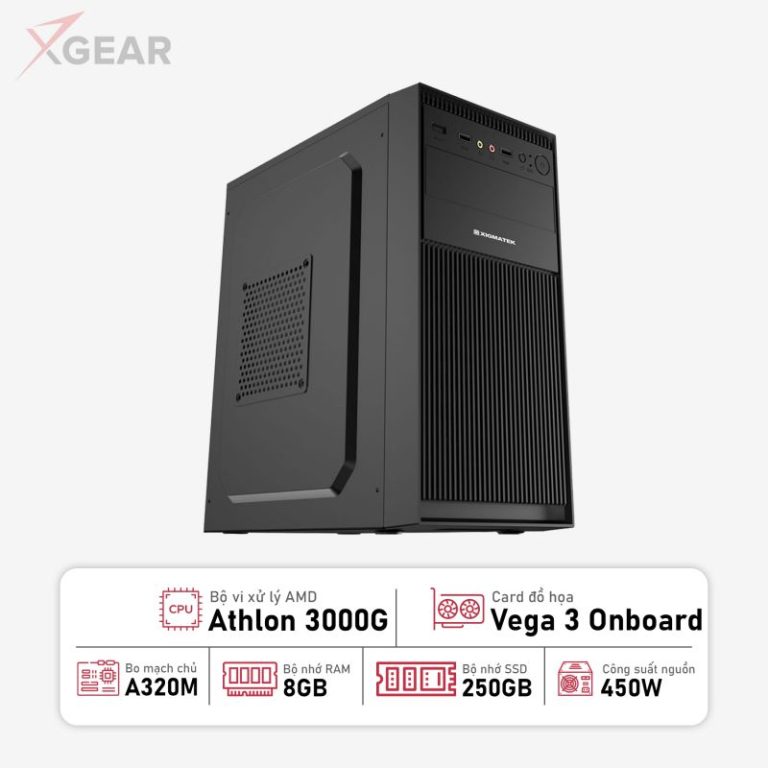 XGEAR
XIGMATEK
CPU
Bộ vi xử lý AMD
Athlon 3000G
Card đồ họa
Vega 3 Onboard
Bo mạch chủ
A320M
Bộ nhớ RAM
8GB
Bộ nhớ SSD
250GB
Công suất nguồn
450W